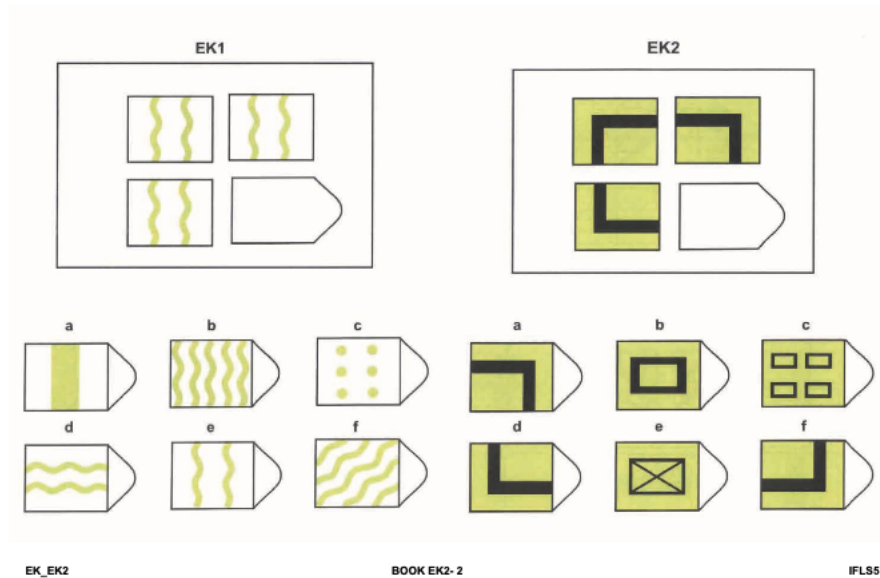 EK1
EK2
a b c a b c
d e f d e f
EK_EK2 BOOK EK2- 2 IFLS5